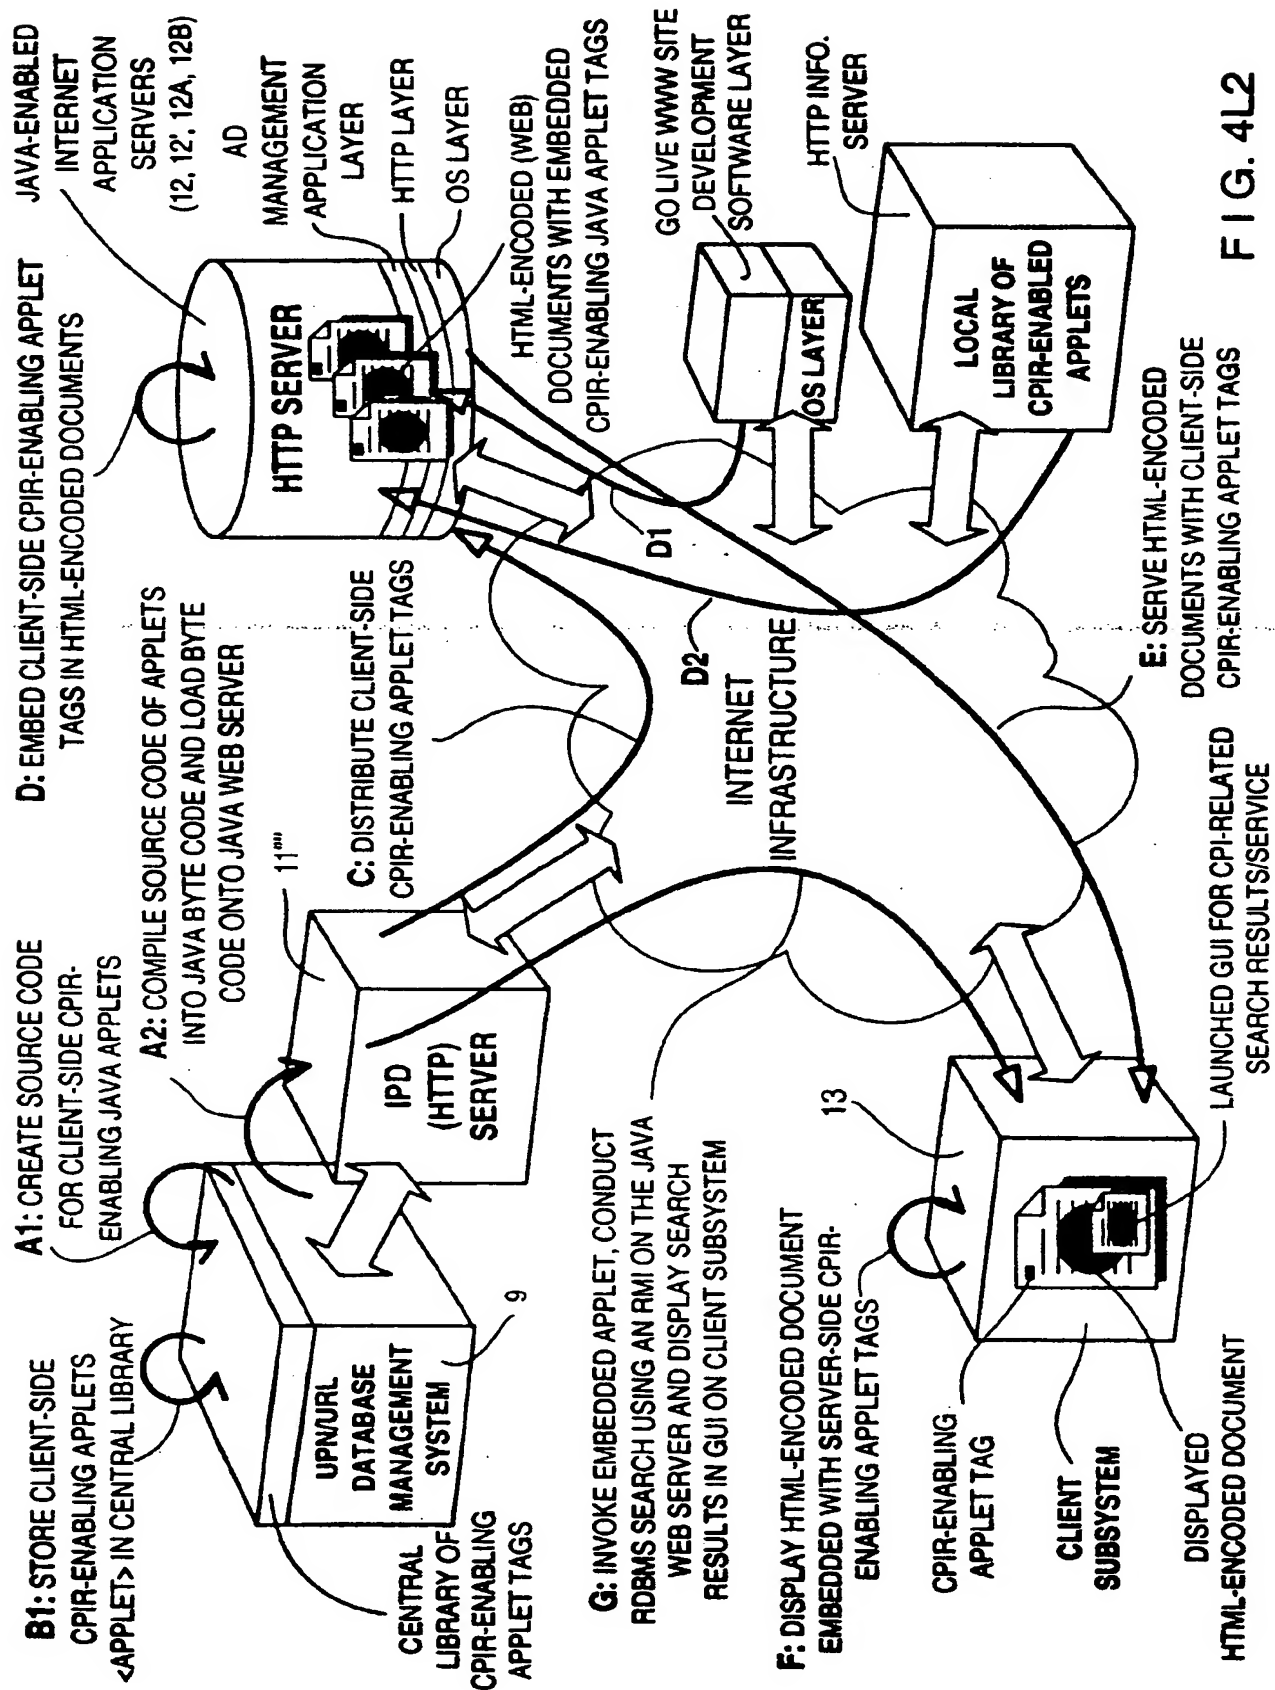 B1: STORE CLIENT-SIDE
CPIR-ENABLING APPLETS
<APPLET> IN CENTRAL LIBRARY
A1: CREATE SOURCE CODE
FOR CLIENT-SIDE CPIR-
ENABLING JAVA APPLETS
A2: COMPILE SOURCE CODE OF APPLETS
INTO JAVA BYTE CODE AND LOAD BYTE
CODE ONTO JAVA WEB SERVER
D: EMBED CLIENT-SIDE CPIR-ENABLING APPLET
TAGS IN HTML-ENCODED DOCUMENTS
JAVA-ENABLED
INTERNET
APPLICATION
SERVERS
(12, 12', 12A, 12B)
AD
MANAGEMENT
APPLICATION
LAYER
HTTP LAYER
OS LAYER
HTML-ENCODED (WEB)
DOCUMENTS WITH EMBEDDED
CPIR-ENABLING JAVA APPLET TAGS
HTTP SERVER
11""
C: DISTRIBUTE CLIENT-SIDE
CPIR-ENABLING APPLET TAGS
UPN/URL
DATABASE
MANAGEMENT
SYSTEM
9
IPD
(HTTP)
SERVER
CENTRAL
LIBRARY OF
CPIR-ENABLING
APPLET TAGS
D1
D2
INTERNET
INFRASTRUCTURE
GO LIVE WWW SITE
DEVELOPMENT
SOFTWARE LAYER
OS LAYER
HTTP INFO.
SERVER
LOCAL
LIBRARY OF
CPIR-ENABLED
APPLETS
G: INVOKE EMBEDDED APPLET, CONDUCT
RDBMS SEARCH USING AN RMI ON THE JAVA
WEB SERVER AND DISPLAY SEARCH
RESULTS IN GUI ON CLIENT SUBSYSTEM
F: DISPLAY HTML-ENCODED DOCUMENT
EMBEDDED WITH SERVER-SIDE CPIR-
ENABLING APPLET TAGS
13
CPIR-ENABLING
APPLET TAG
CLIENT
SUBSYSTEM
DISPLAYED
HTML-ENCODED DOCUMENT
LAUNCHED GUI FOR CPI-RELATED
SEARCH RESULTS/SERVICE
E: SERVE HTML-ENCODED
DOCUMENTS WITH CLIENT-SIDE
CPIR-ENABLING APPLET TAGS
FIG. 4L2